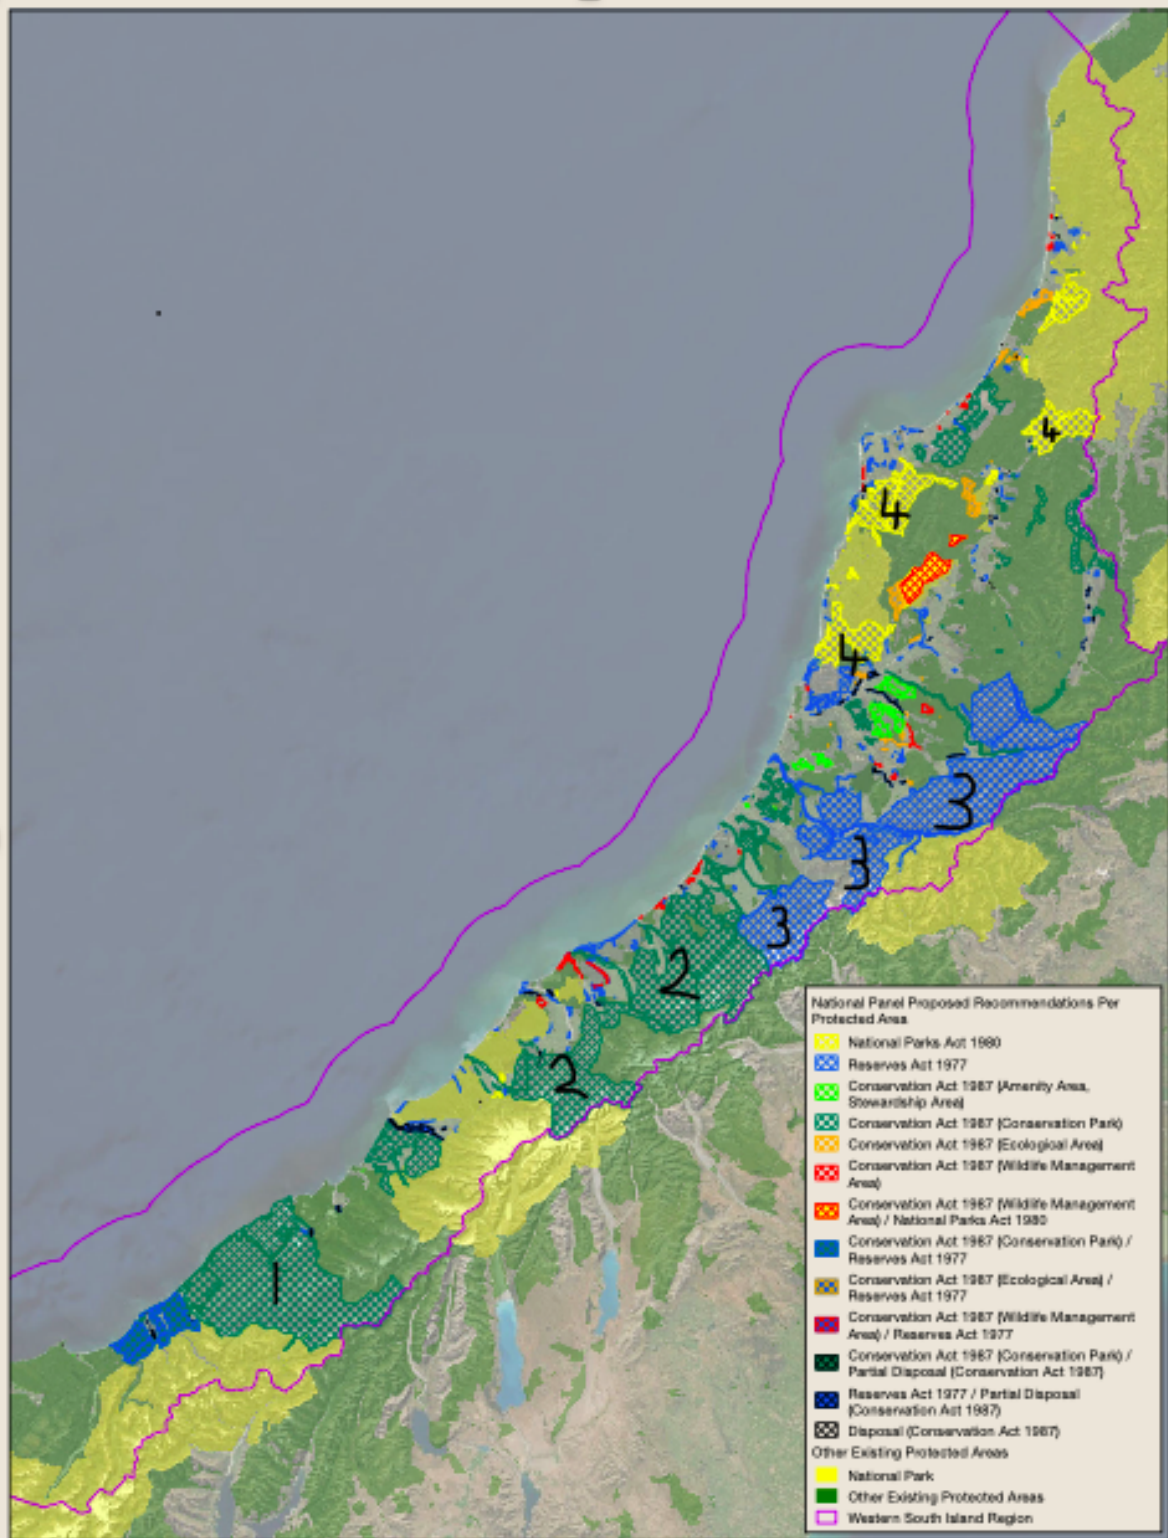 4
4
4
3
3
3
2
2
1
National Panel Proposed Recommendations Per
Protected Area
National Parks Act 1980
Reserves Act 1977
Conservation Act 1987 (Amenity Area,
Stewardship Area)
Conservation Act 1987 (Conservation Park)
Conservation Act 1987 (Ecological Area)
Conservation Act 1987 (Wildlife Management
Area)
Conservation Act 1987 (Wildlife Management
Area) / National Parks Act 1980
Conservation Act 1987 (Conservation Park) /
Reserves Act 1977
Conservation Act 1987 (Ecological Area) /
Reserves Act 1977
Conservation Act 1987 (Wildlife Management
Area) / Reserves Act 1977
Conservation Act 1987 (Conservation Park) /
Partial Disposal (Conservation Act 1987)
Reserves Act 1977 / Partial Disposal
(Conservation Act 1987)
Disposal (Conservation Act 1987)
Other Existing Protected Areas
National Park
Other Existing Protected Areas
Western South Island Region